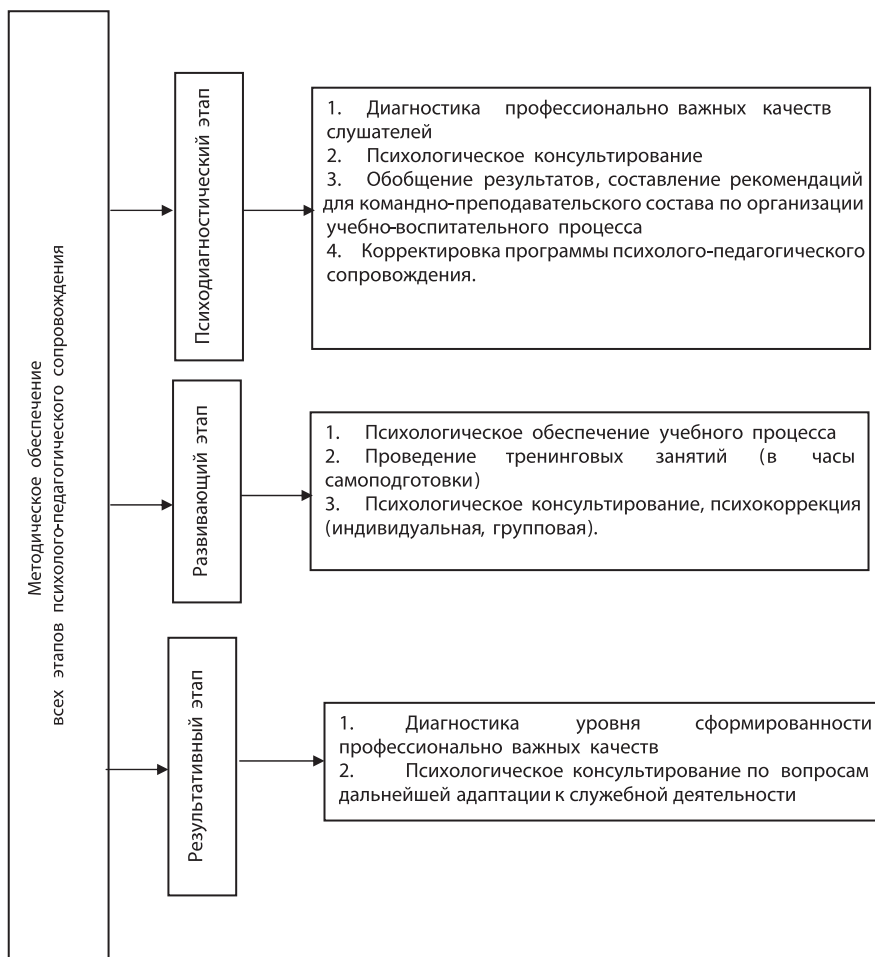 Методическое обеспечение
всех этапов психолого-педагогического сопровождения
Психодиагностический этап
1. Диагностика профессионально важных качеств
слушателей
2. Психологическое консультирование
3. Обобщение результатов, составление рекомендаций
для командно-преподавательского состава по организации
учебно-воспитательного процесса
4. Корректировка программы психолого-педагогического
сопровождения.
Развивающий этап
1. Психологическое обеспечение учебного процесса
2. Проведение тренинговых занятий (в часы
самоподготовки)
3. Психологическое консультирование, психокоррекция
(индивидуальная, групповая).
Результативный этап
1. Диагностика уровня сформированности
профессионально важных качеств
2. Психологическое консультирование по вопросам
дальнейшей адаптации к служебной деятельности